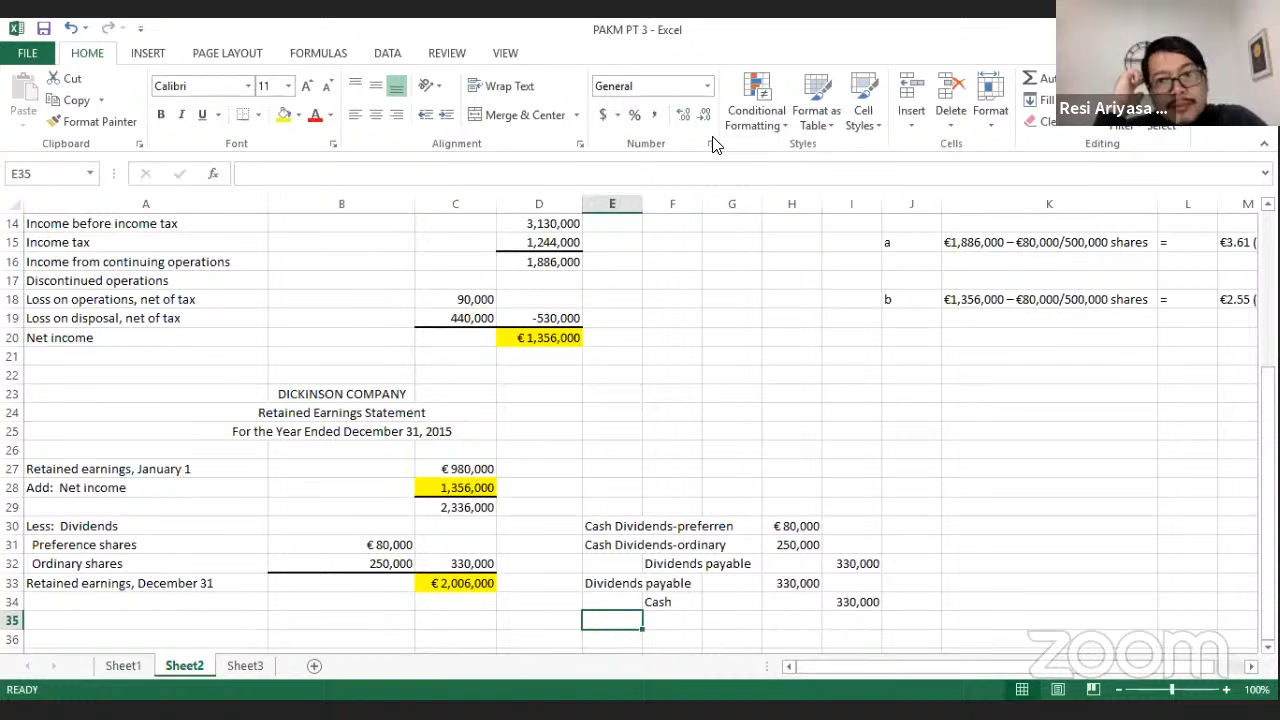 PAKM PT 3 - Excel
FILE HOME INSERT PAGE LAYOUT FORMULAS DATA REVIEW VIEW
Resi Ariyasa ...
Paste
Cut
Copy
Format Painter
Clipboard
Calibri 11
B I U
Font
Wrap Text
Merge & Center
Alignment
General
$ % ,
Number
Conditional Formatting
Format as Table
Cell Styles
Styles
Insert Delete Format
Cells
Editing
E35 fx
A B C D E F G H I J K L M
14 Income before income tax 3,130,000
15 Income tax 1,244,000 a €1,886,000 – €80,000/500,000 shares = €3.61 (
16 Income from continuing operations 1,886,000
17 Discontinued operations
18 Loss on operations, net of tax 90,000 b €1,356,000 – €80,000/500,000 shares = €2.55 (
19 Loss on disposal, net of tax 440,000 -530,000
20 Net income € 1,356,000
21
22
23 DICKINSON COMPANY
24 Retained Earnings Statement
25 For the Year Ended December 31, 2015
26
27 Retained earnings, January 1 € 980,000
28 Add: Net income 1,356,000
29 2,336,000
30 Less: Dividends Cash Dividends-preferren € 80,000
31 Preference shares € 80,000 Cash Dividends-ordinary 250,000
32 Ordinary shares 250,000 330,000 Dividends payable 330,000
33 Retained earnings, December 31 € 2,006,000 Dividends payable 330,000
34 Cash 330,000
35
36
zoom
Sheet1 Sheet2 Sheet3
READY 100%